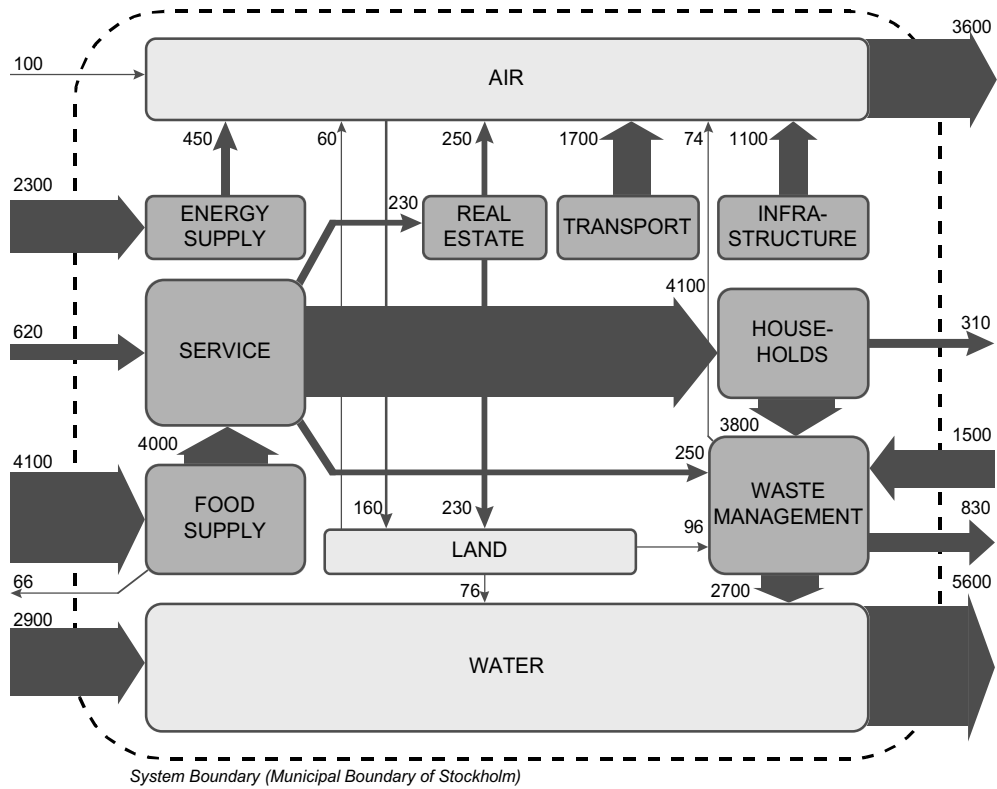 3600
100
AIR
450
60
250
1700
74
1100
2300
230
ENERGY
SUPPLY
REAL
ESTATE
TRANSPORT
INFRA-
STRUCTURE
4100
620
SERVICE
HOUSE-
HOLDS
310
4000
3800
1500
4100
250
FOOD
SUPPLY
WASTE
MANAGEMENT
160
230
830
96
LAND
66
76
2700
5600
2900
WATER
System Boundary (Municipal Boundary of Stockholm)